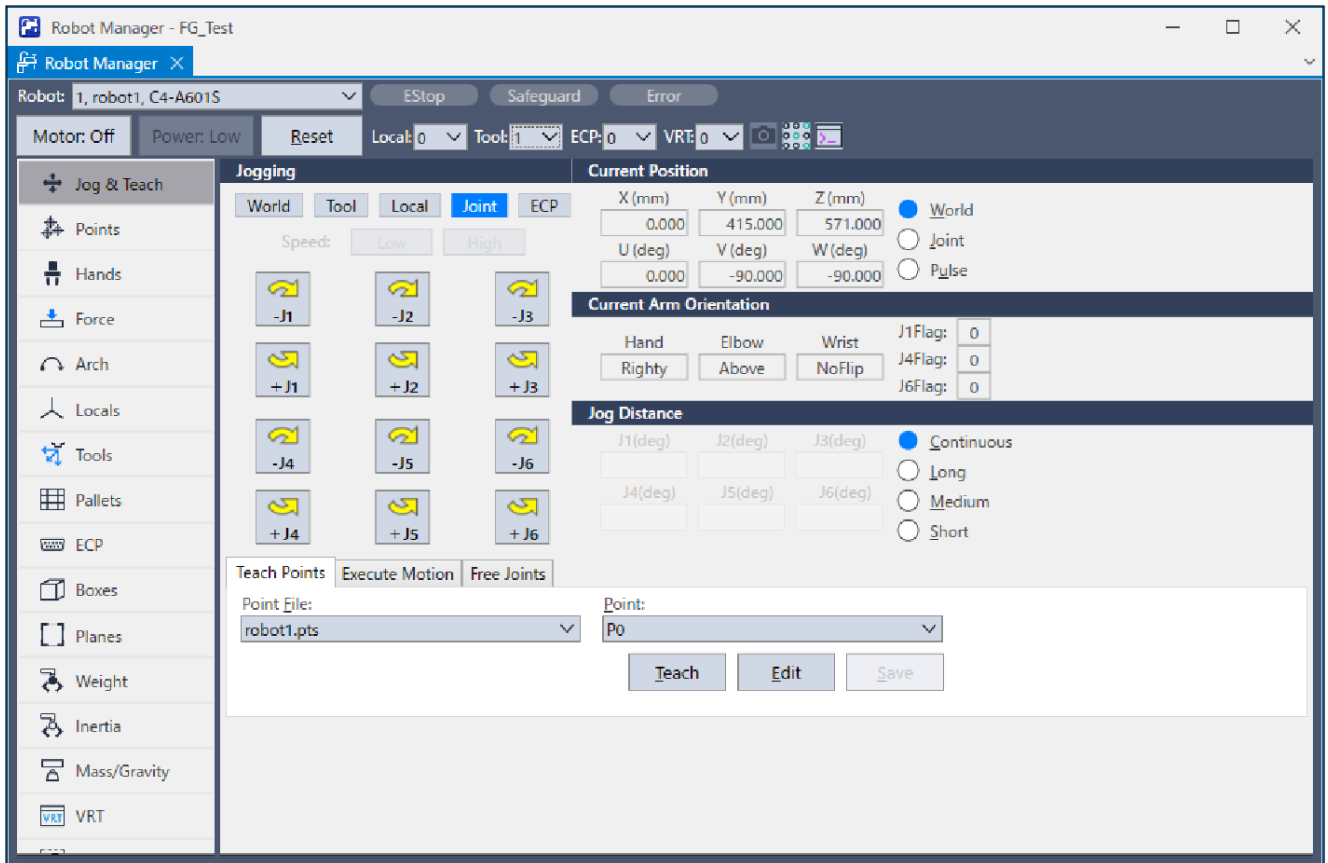 Robot Manager - FG_Test
Robot Manager
Robot: 1, robot1, C4-A601S EStop Safeguard Error
Motor: Off Power: Low Reset Local: 0 Tool: 1 ECP: 0 VRT: 0
Jog & Teach
Points
Hands
Force
Arch
Locals
Tools
Pallets
ECP
Boxes
Planes
Weight
Inertia
Mass/Gravity
VRT VRT
Jogging
World Tool Local Joint ECP
Speed: Low High
-J1 -J2 -J3
+J1 +J2 +J3
-J4 -J5 -J6
+J4 +J5 +J6
Current Position
X (mm) Y (mm) Z (mm)
0.000 415.000 571.000
U (deg) V (deg) W (deg)
0.000 -90.000 -90.000
World
Joint
Pulse
Current Arm Orientation
Hand Elbow Wrist
Righty Above NoFlip
J1Flag: 0
J4Flag: 0
J6Flag: 0
Jog Distance
J1(deg) J2(deg) J3(deg)
J4(deg) J5(deg) J6(deg)
Continuous
Long
Medium
Short
Teach Points Execute Motion Free Joints
Point File: Point:
robot1.pts P0
Teach Edit Save